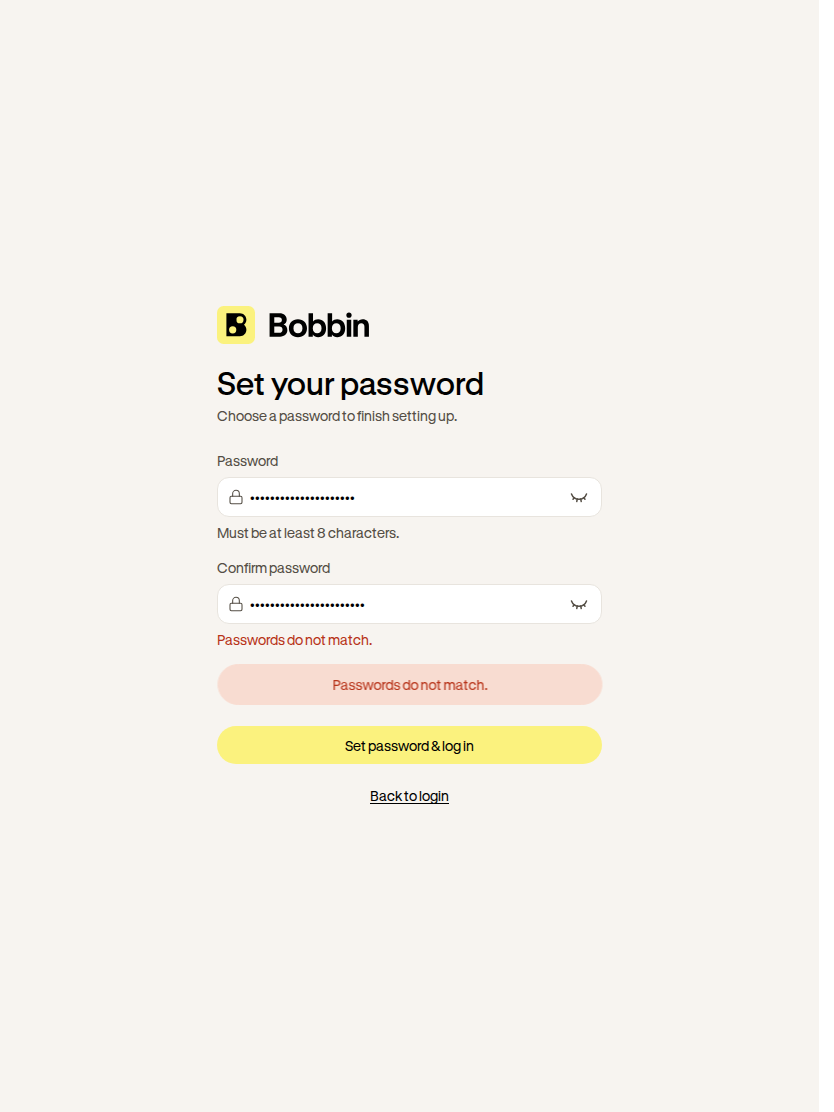 Bobbin
Set your password
Choose a password to finish setting up.
Password
•••••••••••••••••••••
Must be at least 8 characters.
Confirm password
•••••••••••••••••••••••
Passwords do not match.
Passwords do not match.
Set password & log in
Back to login